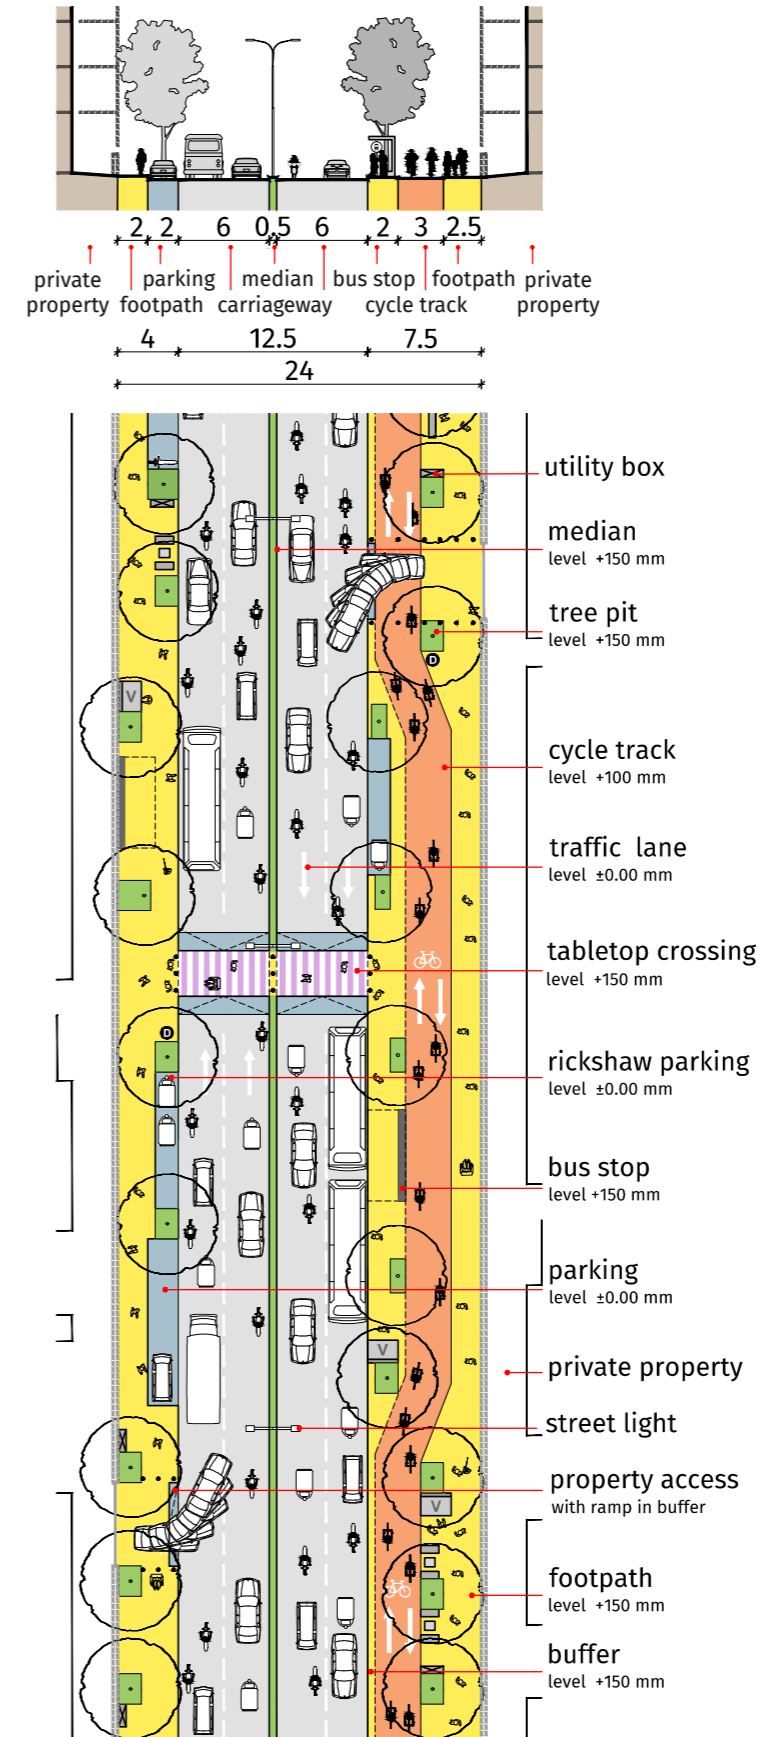 2 2 6 0.5 6 2 3 2.5
private parking median bus stop footpath private
property footpath carriageway cycle track property
4 12.5 7.5
24
utility box
median
level +150 mm
tree pit
level +150 mm
D
V
cycle track
level +100 mm
traffic lane
level ±0.00 mm
tabletop crossing
level +150 mm
D
rickshaw parking
level ±0.00 mm
bus stop
level +150 mm
parking
level ±0.00 mm
V
private property
street light
property access
with ramp in buffer
V
footpath
level +150 mm
buffer
level +150 mm